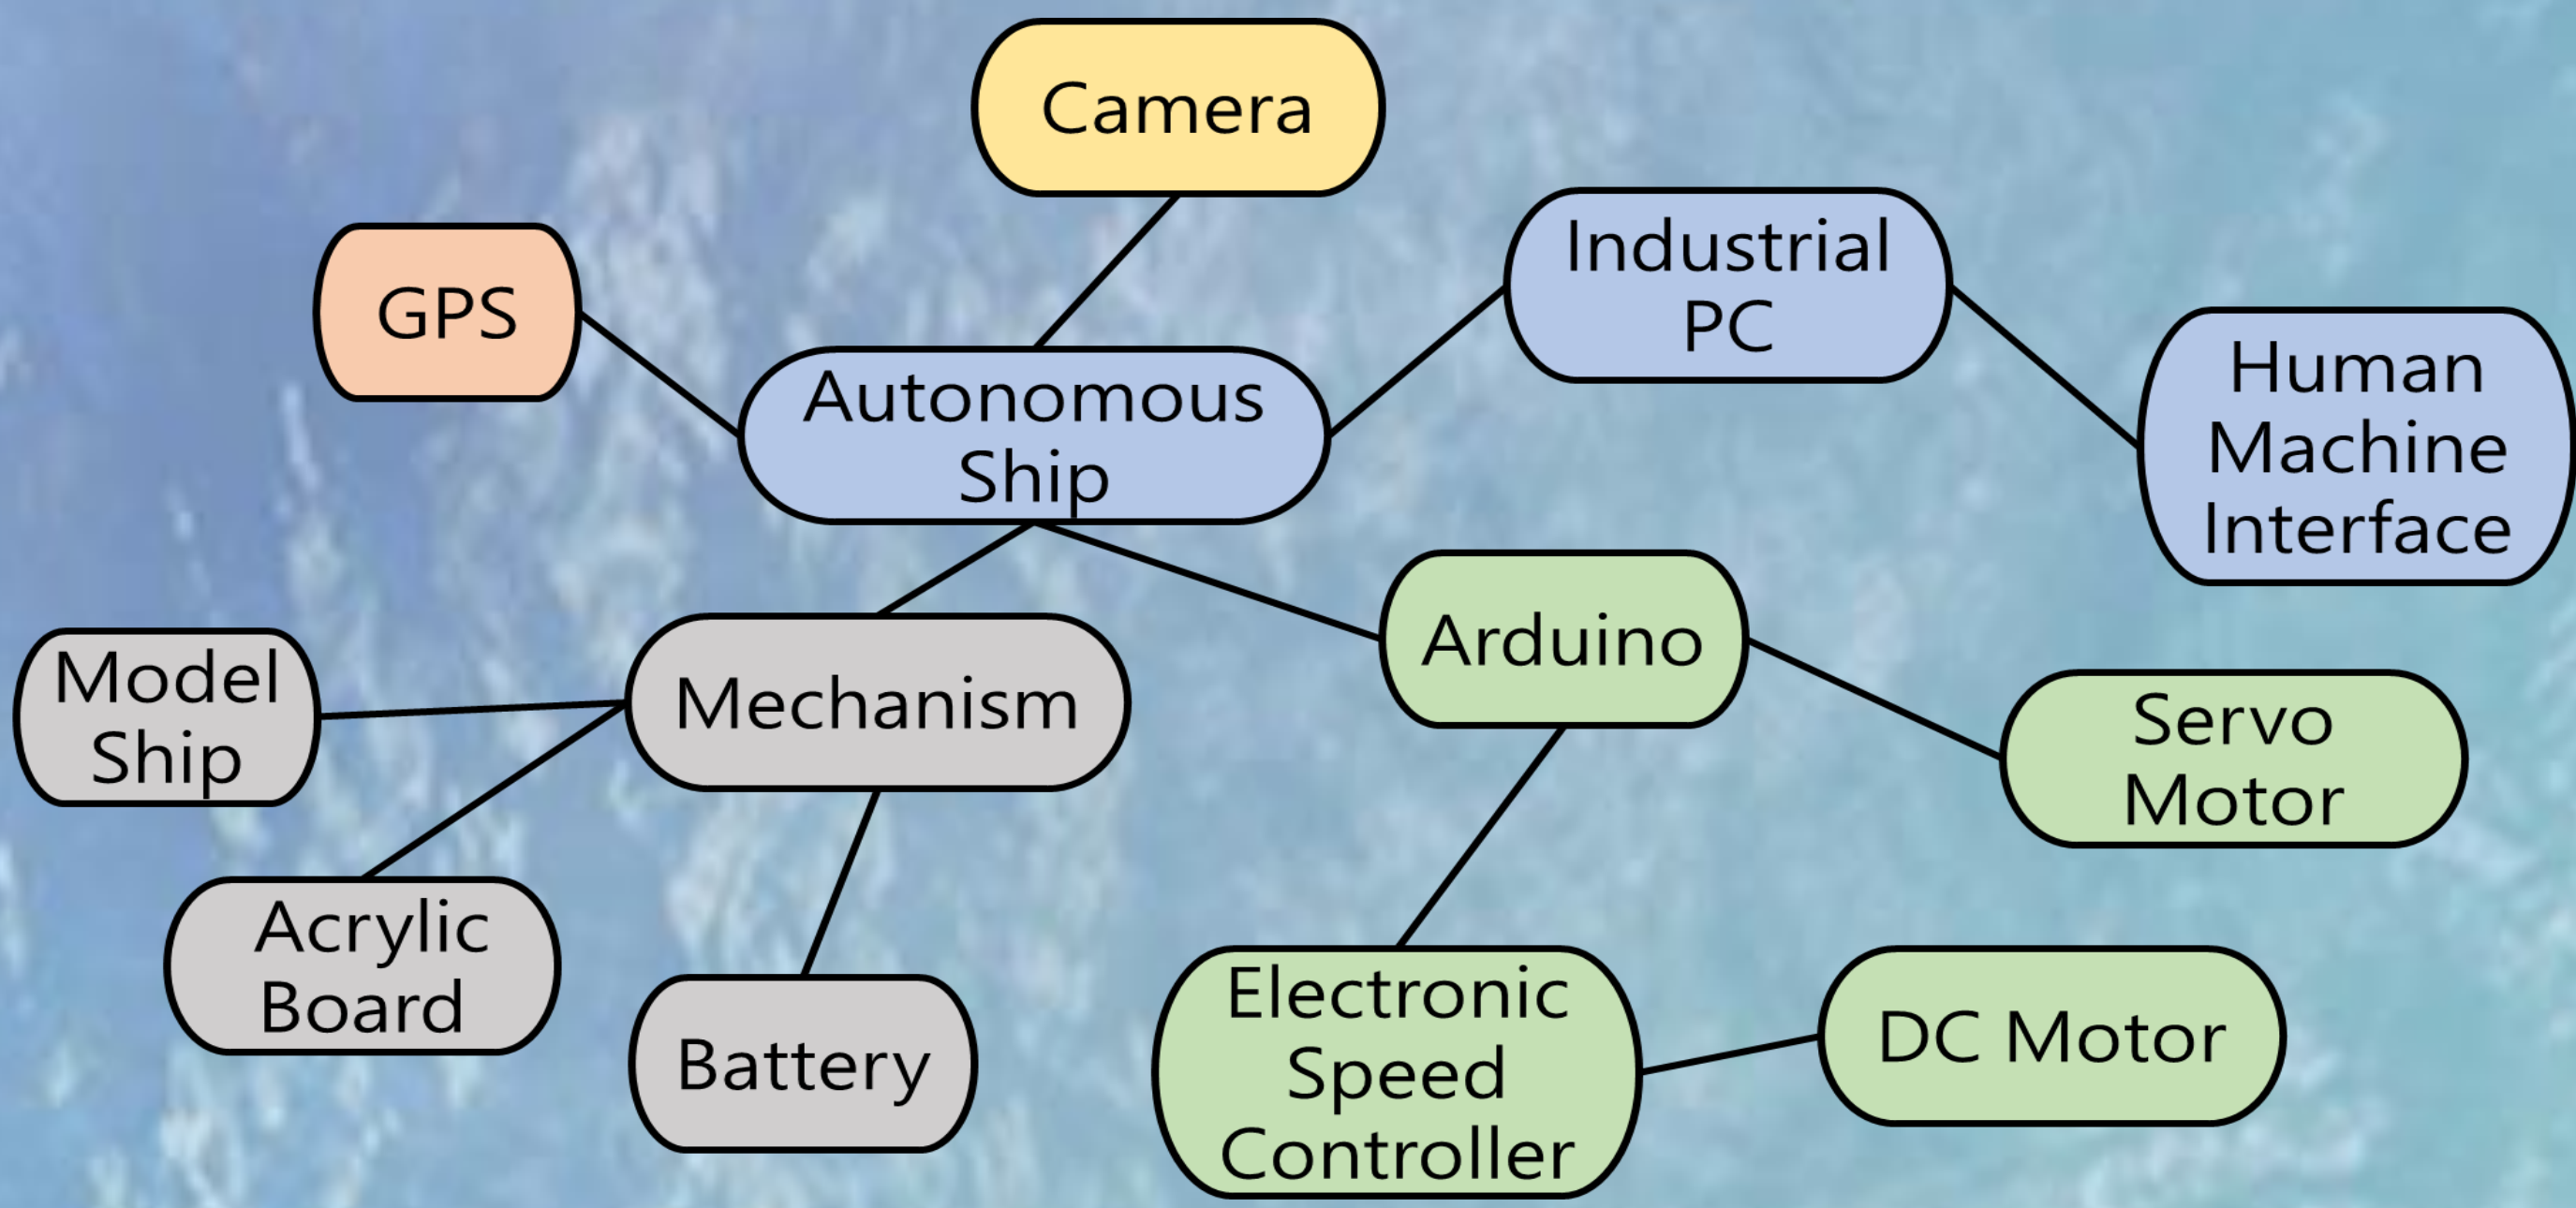 Camera
GPS
Industrial
PC
Autonomous
Ship
Human
Machine
Interface
Arduino
Mechanism
Model
Ship
Servo
Motor
Acrylic
Board
Battery
Electronic
Speed
Controller
DC Motor